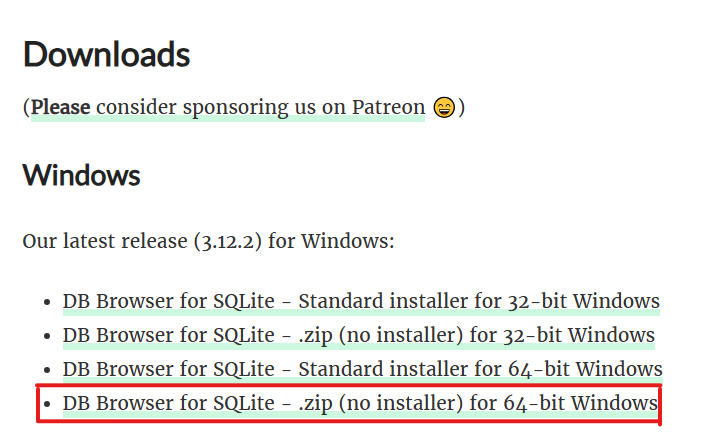 Downloads
(Please consider sponsoring us on Patreon 😄)
Windows
Our latest release (3.12.2) for Windows:
• DB Browser for SQLite - Standard installer for 32-bit Windows
• DB Browser for SQLite - .zip (no installer) for 32-bit Windows
• DB Browser for SQLite - Standard installer for 64-bit Windows
• DB Browser for SQLite - .zip (no installer) for 64-bit Windows